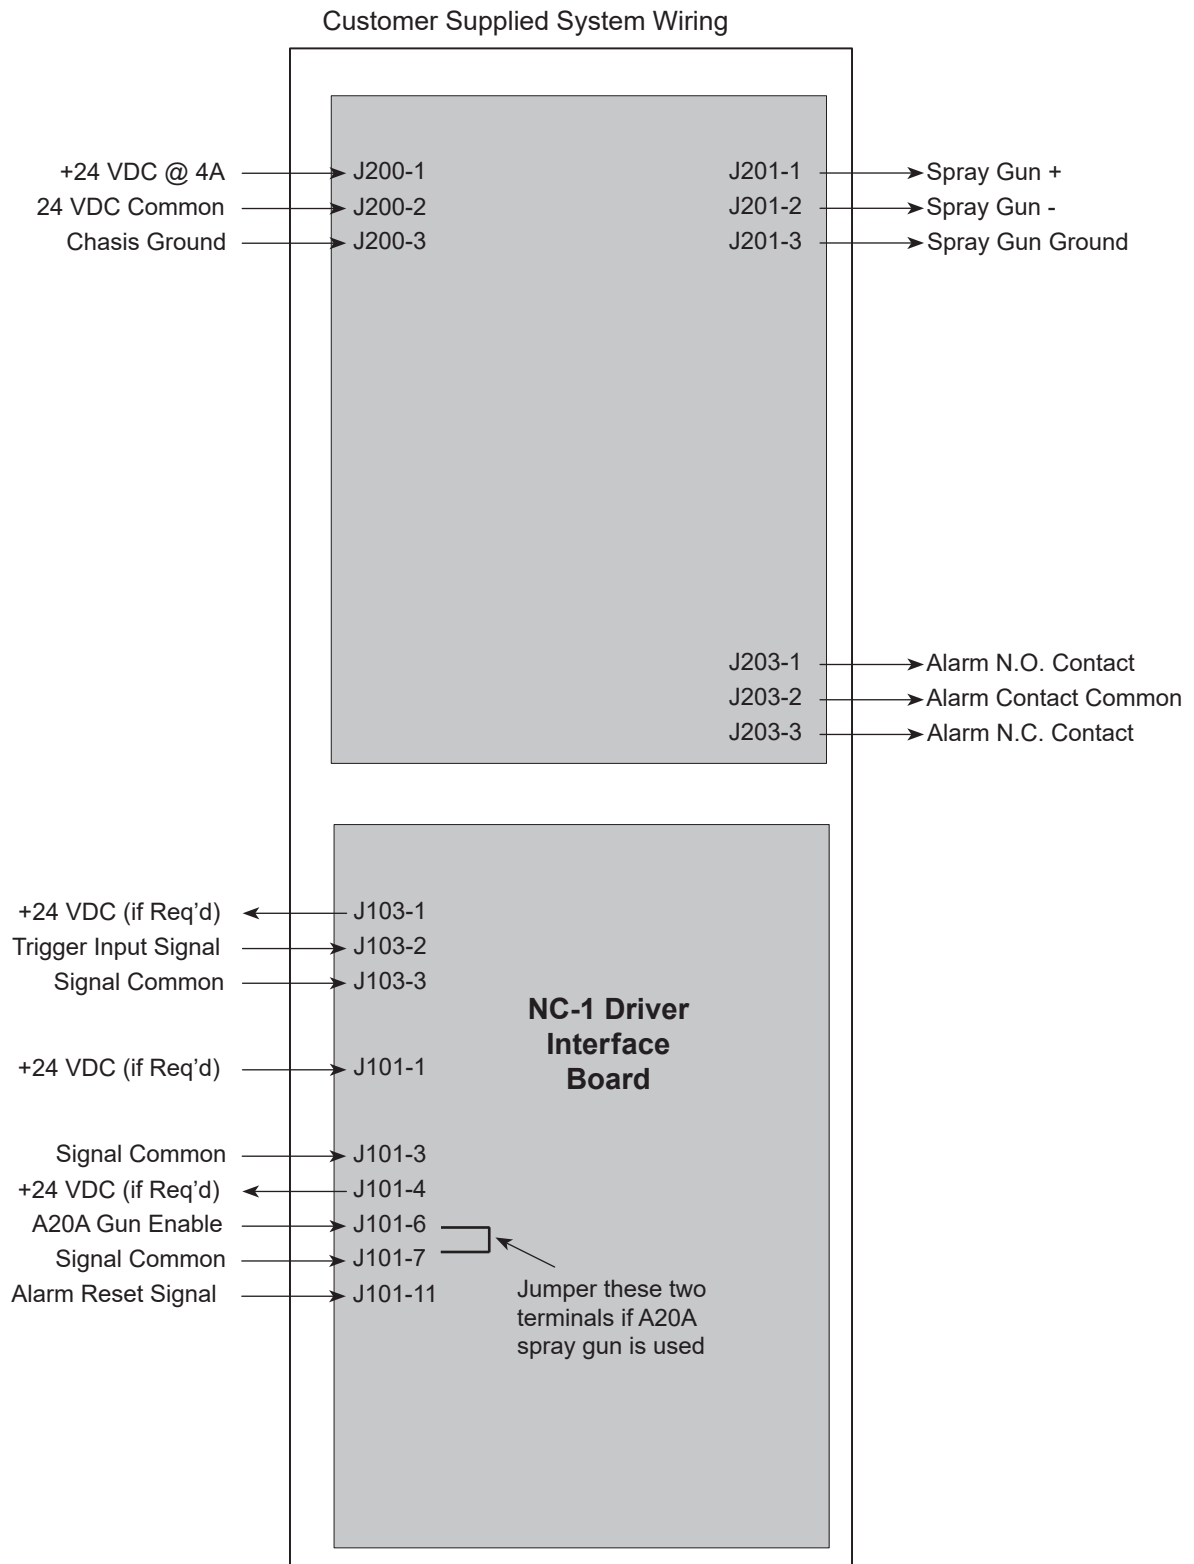 Customer Supplied System Wiring
+24 VDC @ 4A
J200-1
J201-1
Spray Gun +
24 VDC Common
J200-2
J201-2
Spray Gun -
Chasis Ground
J200-3
J201-3
Spray Gun Ground
J203-1
Alarm N.O. Contact
J203-2
Alarm Contact Common
J203-3
Alarm N.C. Contact
+24 VDC (if Req’d)
J103-1
Trigger Input Signal
J103-2
Signal Common
J103-3
NC-1 Driver
Interface
Board
+24 VDC (if Req’d)
J101-1
Signal Common
J101-3
+24 VDC (if Req’d)
J101-4
A20A Gun Enable
J101-6
Signal Common
J101-7
Alarm Reset Signal
J101-11
Jumper these two
terminals if A20A
spray gun is used